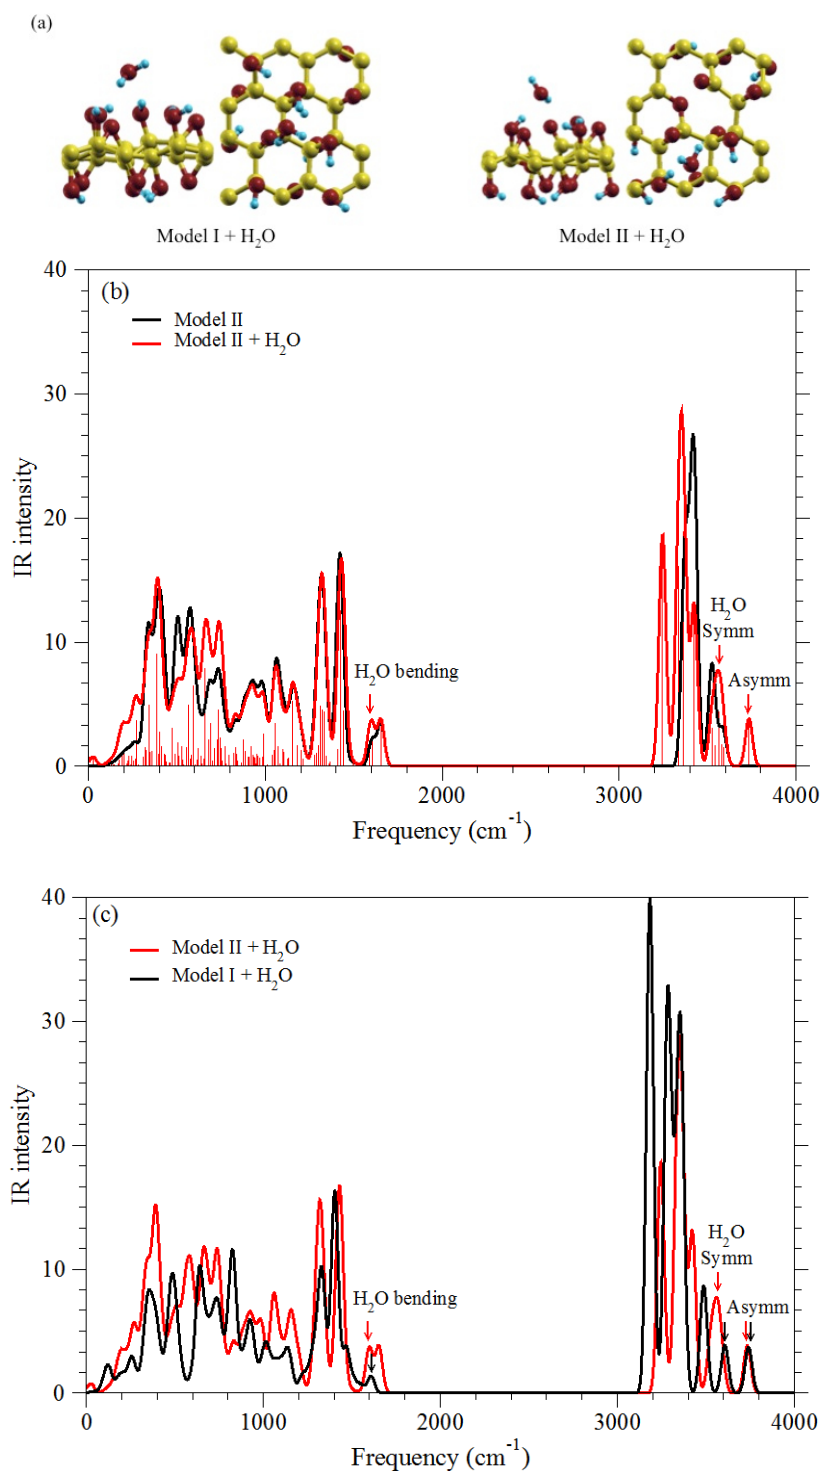 (a)
Model I + H₂O
Model II + H₂O
(b)
Model II
Model II + H₂O
40
30
20
10
0
IR intensity
H₂O bending
H₂O
Symm
Asymm
0
1000
2000
3000
4000
Frequency (cm⁻¹)
(c)
Model II + H₂O
Model I + H₂O
40
30
20
10
0
IR intensity
H₂O bending
H₂O
Symm
Asymm
0
1000
2000
3000
4000
Frequency (cm⁻¹)